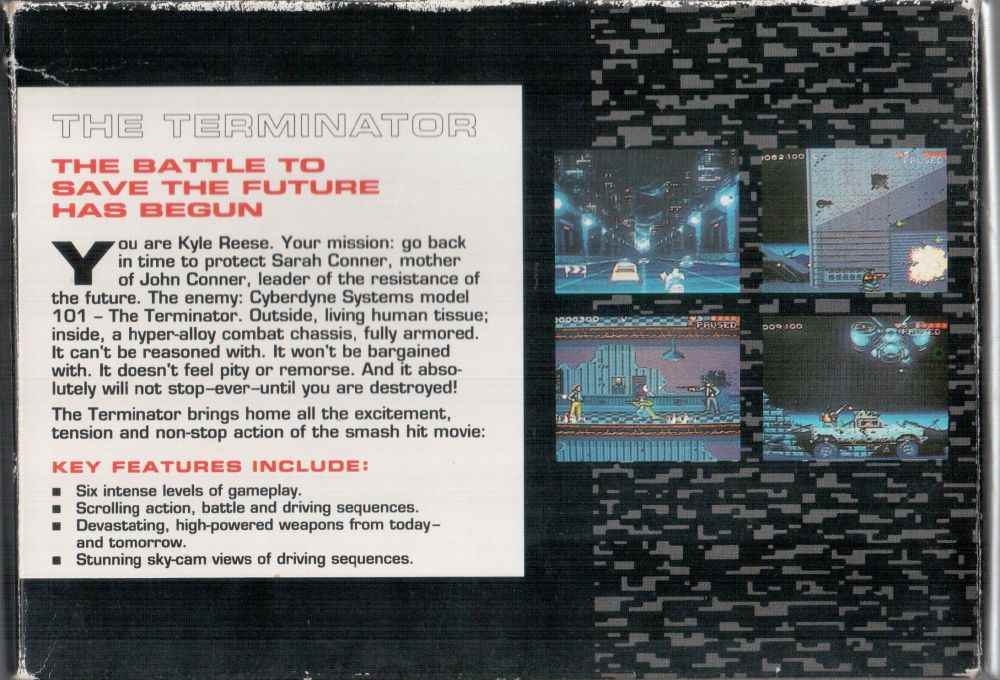 THE TERMINATOR
THE BATTLE TO
SAVE THE FUTURE
HAS BEGUN
You are Kyle Reese. Your mission: go back
in time to protect Sarah Conner, mother
of John Conner, leader of the resistance of
the future. The enemy: Cyberdyne Systems model
101 – The Terminator. Outside, living human tissue;
inside, a hyper-alloy combat chassis, fully armored.
It can't be reasoned with. It won't be bargained
with. It doesn't feel pity or remorse. And it abso-
lutely will not stop–ever–until you are destroyed!
The Terminator brings home all the excitement,
tension and non-stop action of the smash hit movie:
KEY FEATURES INCLUDE:
■ Six intense levels of gameplay.
■ Scrolling action, battle and driving sequences.
■ Devastating, high-powered weapons from today–
and tomorrow.
■ Stunning sky-cam views of driving sequences.
PAUSED
PAUSED
009100
PAUSED